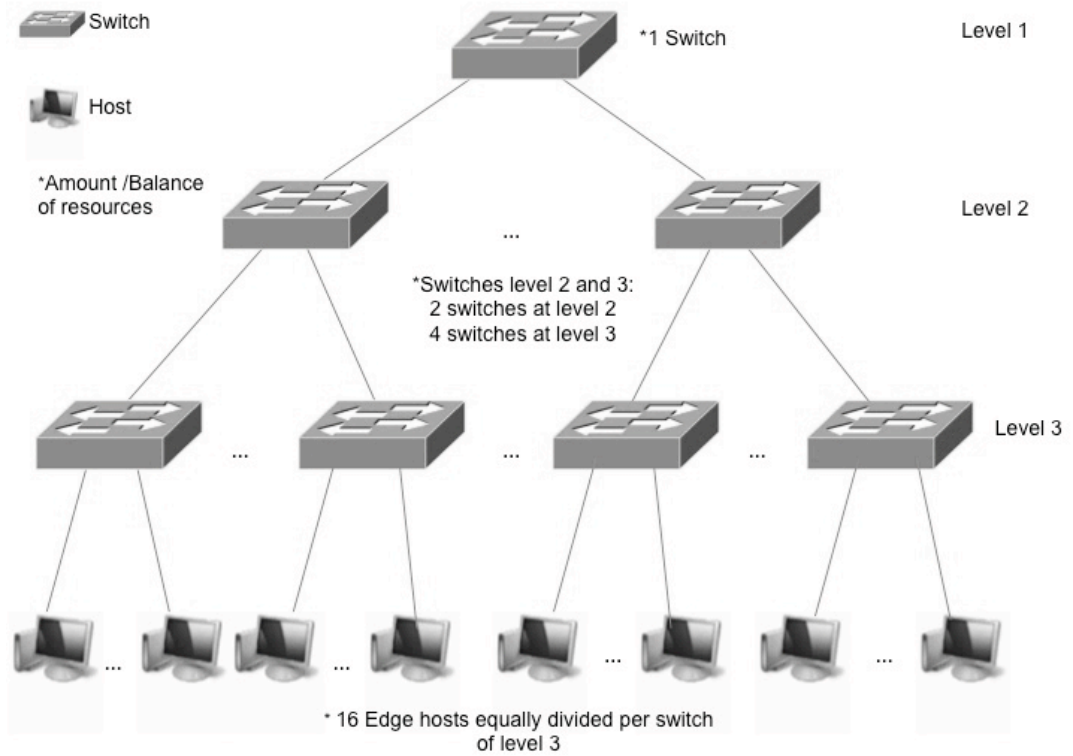 Switch
*1 Switch
Level 1
Host
*Amount /Balance
of resources
Level 2
...
*Switches level 2 and 3:
2 switches at level 2
4 switches at level 3
Level 3
...
...
...
...
...
...
...
* 16 Edge hosts equally divided per switch
of level 3